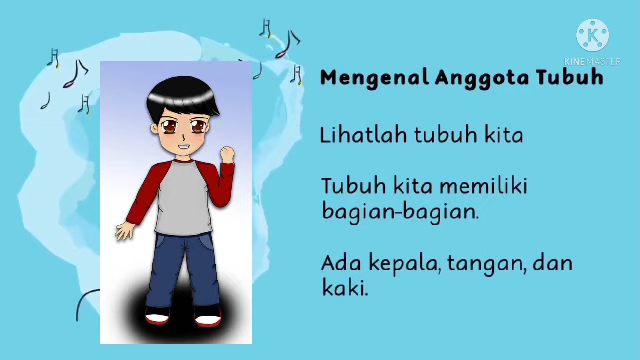 KINEMASTER
Mengenal Anggota Tubuh
Lihatlah tubuh kita
Tubuh kita memiliki
bagian-bagian.
Ada kepala, tangan, dan
kaki.